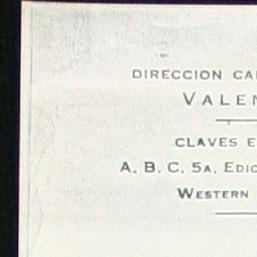 DIRECCION CA
VALEN
CLAVES E
A. B. C. 5A, EDIC
WESTERN